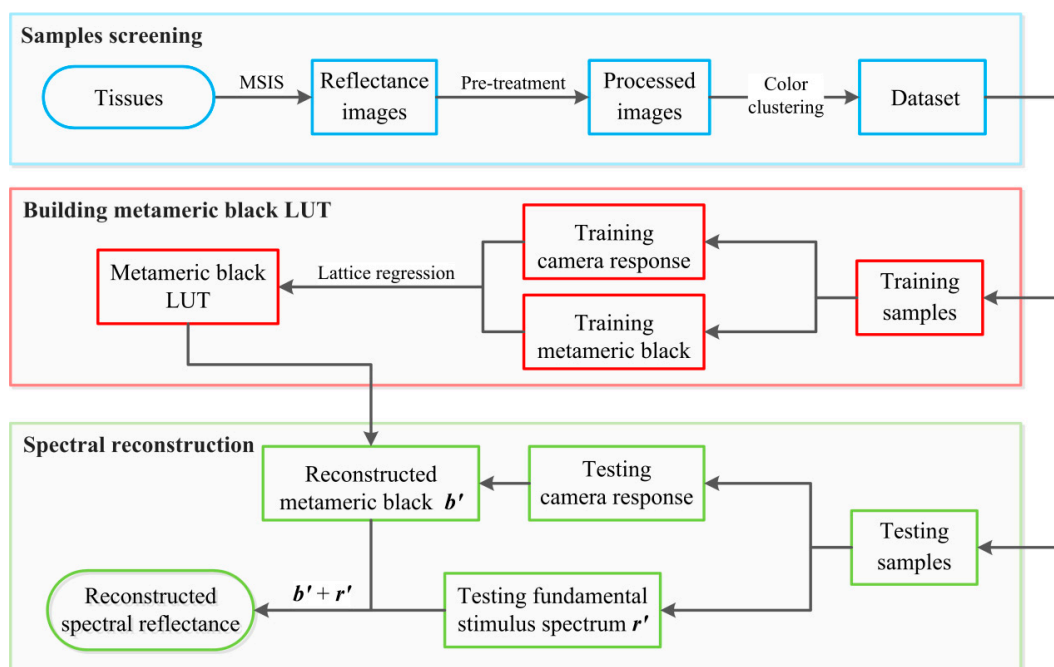 Samples screening
Tissues
MSIS
Reflectance
images
Pre-treatment
Processed
images
Color
clustering
Dataset
Building metameric black LUT
Metameric black
LUT
Lattice regression
Training
camera response
Training
metameric black
Training
samples
Spectral reconstruction
Reconstructed
metameric black b'
Testing
camera response
Testing
samples
Reconstructed
spectral reflectance
b' + r'
Testing fundamental
stimulus spectrum r'